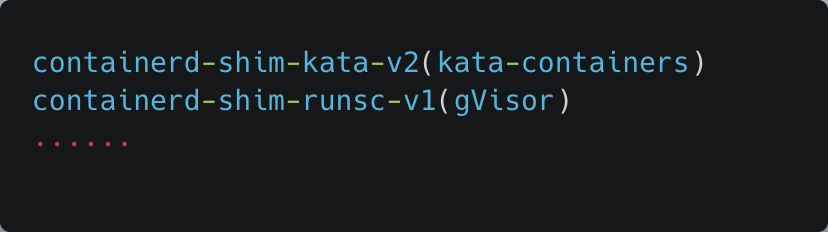 containerd-shim-kata-v2(kata-containers)
containerd-shim-runsc-v1(gVisor)
......